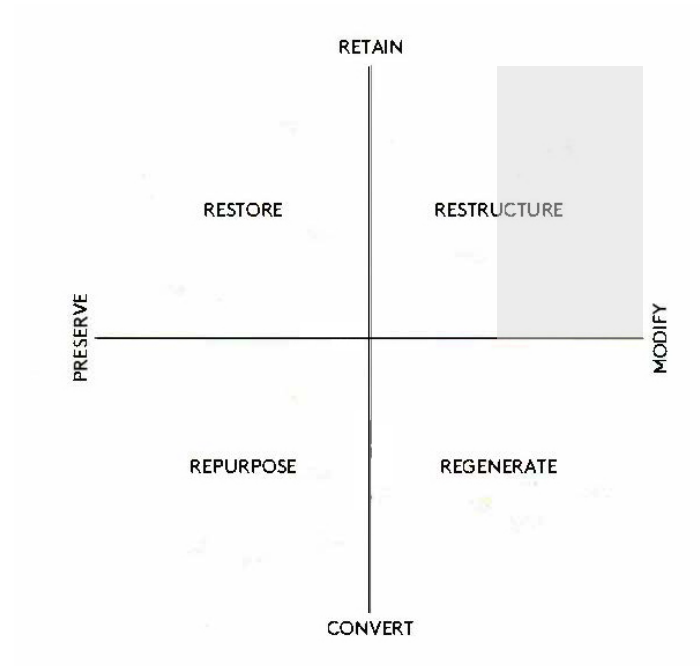 RETAIN
RESTORE
RESTRUCTURE
PRESERVE
MODIFY
REPURPOSE
REGENERATE
CONVERT